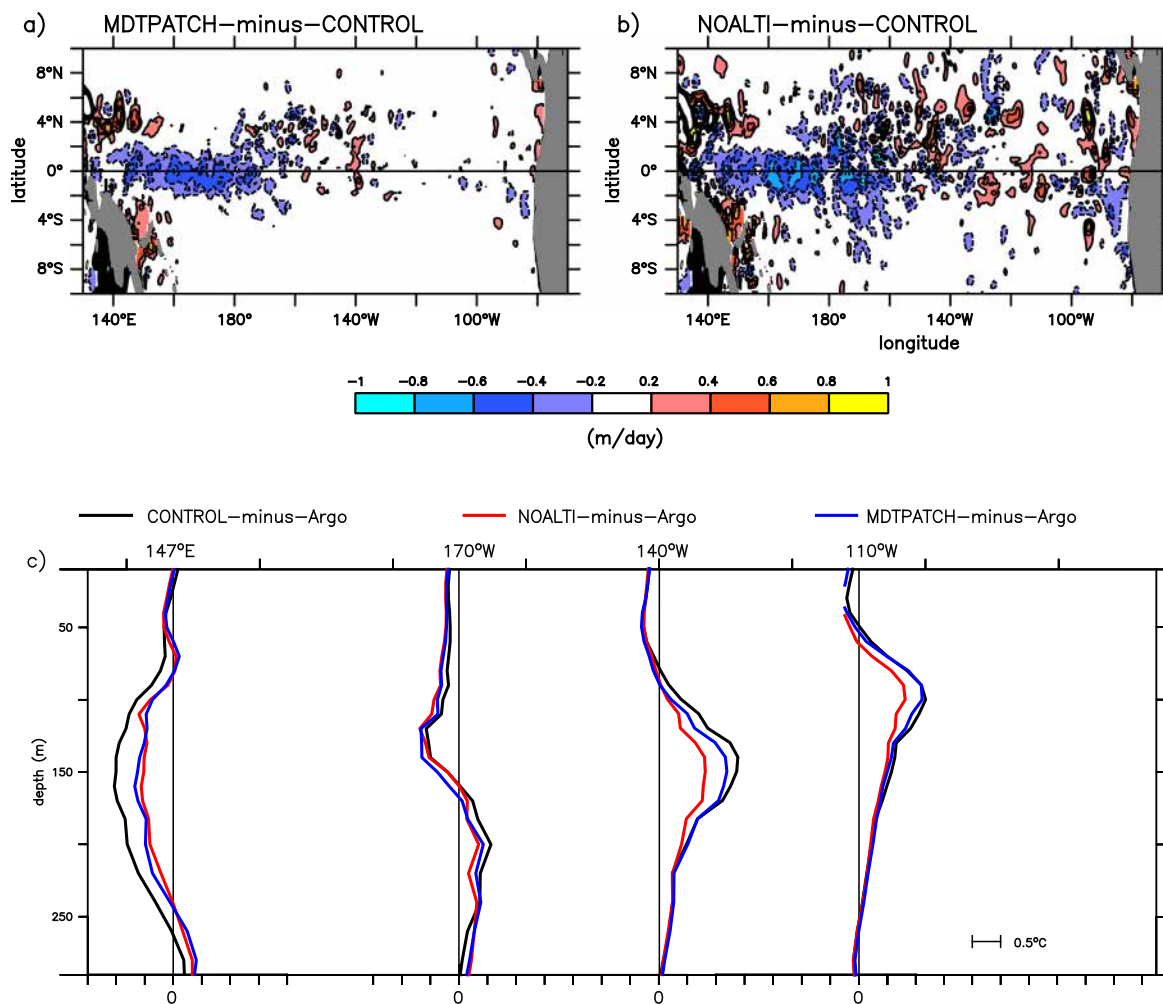 a) MDTPATCH−minus−CONTROL
b) NOALTI−minus−CONTROL
8°N
4°N
0°
4°S
8°S
latitude
140°E 180° 140°W 100°W
8°N
4°N
0°
4°S
8°S
latitude
140°E 180° 140°W 100°W
longitude
−1 −0.8 −0.6 −0.4 −0.2 0.2 0.4 0.6 0.8 1
(m/day)
CONTROL−minus−Argo NOALTI−minus−Argo MDTPATCH−minus−Argo
c) 147°E 170°W 140°W 110°W
50
150
250
depth (m)
0.5°C
0 0 0 0